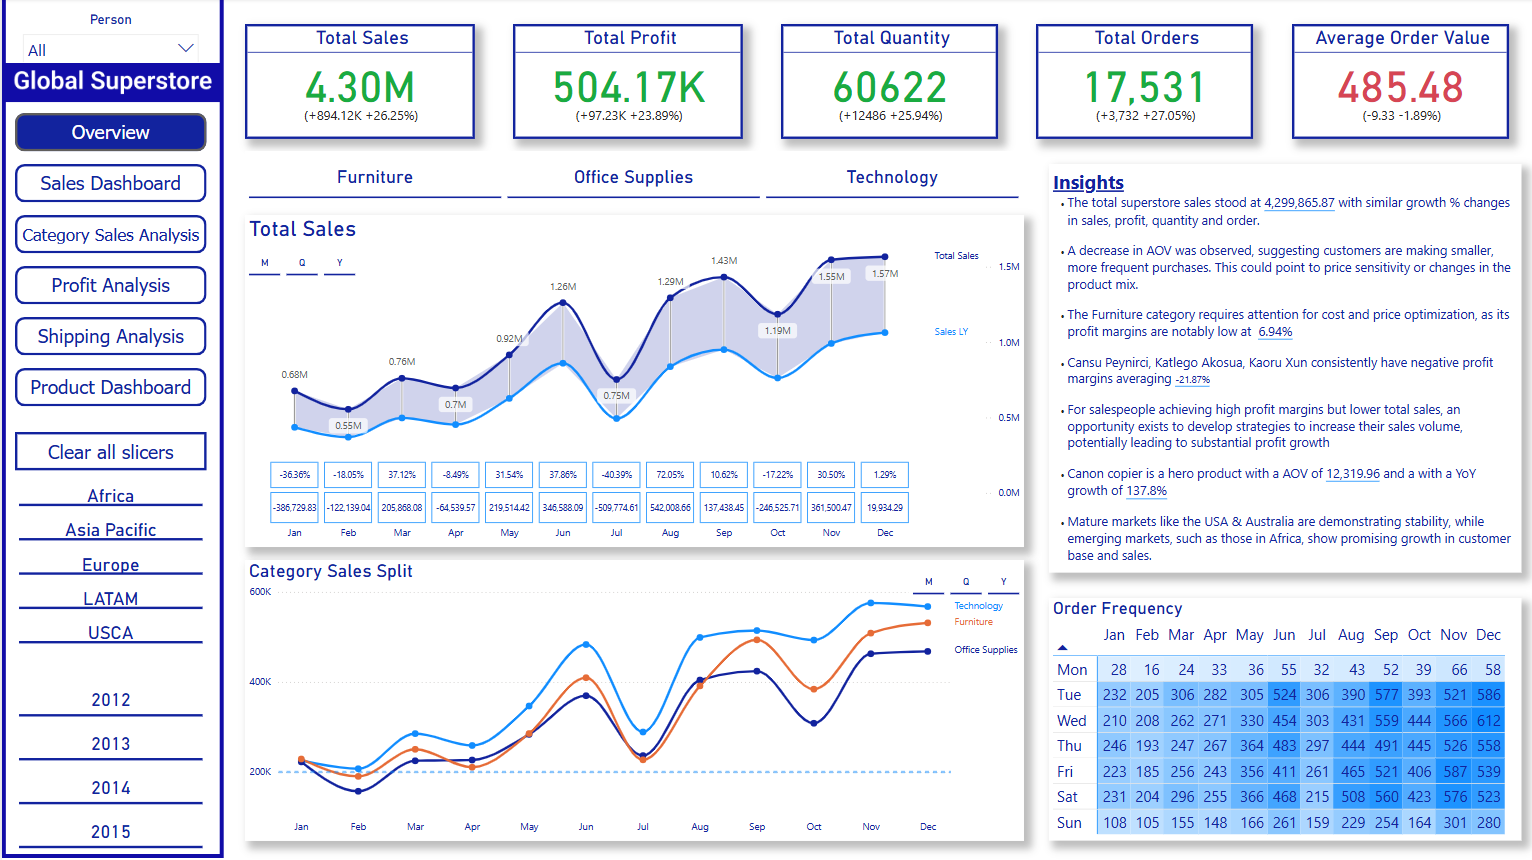 Person
All
Global Superstore
Overview
Sales Dashboard
Category Sales Analysis
Profit Analysis
Shipping Analysis
Product Dashboard
Clear all slicers
Africa
Asia Pacific
Europe
LATAM
USCA
2012
2013
2014
2015
Total Sales
4.30M
(+894.12K +26.25%)
Total Profit
504.17K
(+97.23K +23.89%)
Total Quantity
60622
(+12486 +25.94%)
Total Orders
17,531
(+3,732 +27.05%)
Average Order Value
485.48
(-9.33 -1.89%)
Furniture Office Supplies Technology
Total Sales
M Q Y
0.68M 0.55M 0.76M 0.7M 0.92M 1.26M 0.75M 1.29M 1.43M 1.19M 1.55M 1.57M
Total Sales
Sales LY
1.5M
1.0M
0.5M
0.0M
-36.36% -18.05% 37.12% -8.49% 31.54% 37.86% -40.39% 72.05% 10.62% -17.22% 30.50% 1.29%
-386,729.83 -122,139.04 205,868.08 -64,539.57 219,514.42 346,588.09 -509,774.61 542,008.66 137,438.45 -246,525.71 361,500.47 19,934.29
Jan Feb Mar Apr May Jun Jul Aug Sep Oct Nov Dec
Category Sales Split
M Q Y
600K
400K
200K
Technology
Furniture
Office Supplies
Jan Feb Mar Apr May Jun Jul Aug Sep Oct Nov Dec
Insights
• The total superstore sales stood at 4,299,865.87 with similar growth % changes
in sales, profit, quantity and order.
• A decrease in AOV was observed, suggesting customers are making smaller,
more frequent purchases. This could point to price sensitivity or changes in the
product mix.
• The Furniture category requires attention for cost and price optimization, as its
profit margins are notably low at 6.94%
• Cansu Peynirci, Katlego Akosua, Kaoru Xun consistently have negative profit
margins averaging -21.87%
• For salespeople achieving high profit margins but lower total sales, an
opportunity exists to develop strategies to increase their sales volume,
potentially leading to substantial profit growth
• Canon copier is a hero product with a AOV of 12,319.96 and a with a YoY
growth of 137.8%
• Mature markets like the USA & Australia are demonstrating stability, while
emerging markets, such as those in Africa, show promising growth in customer
base and sales.
Order Frequency
Jan Feb Mar Apr May Jun Jul Aug Sep Oct Nov Dec
Mon 28 16 24 33 36 55 32 43 52 39 66 58
Tue 232 205 306 282 305 524 306 390 577 393 521 586
Wed 210 208 262 271 330 454 303 431 559 444 566 612
Thu 246 193 247 267 364 483 297 444 491 445 526 558
Fri 223 185 256 243 356 411 261 465 521 406 587 539
Sat 231 204 296 255 366 468 215 508 560 423 576 523
Sun 108 105 155 148 166 261 159 229 254 164 301 280